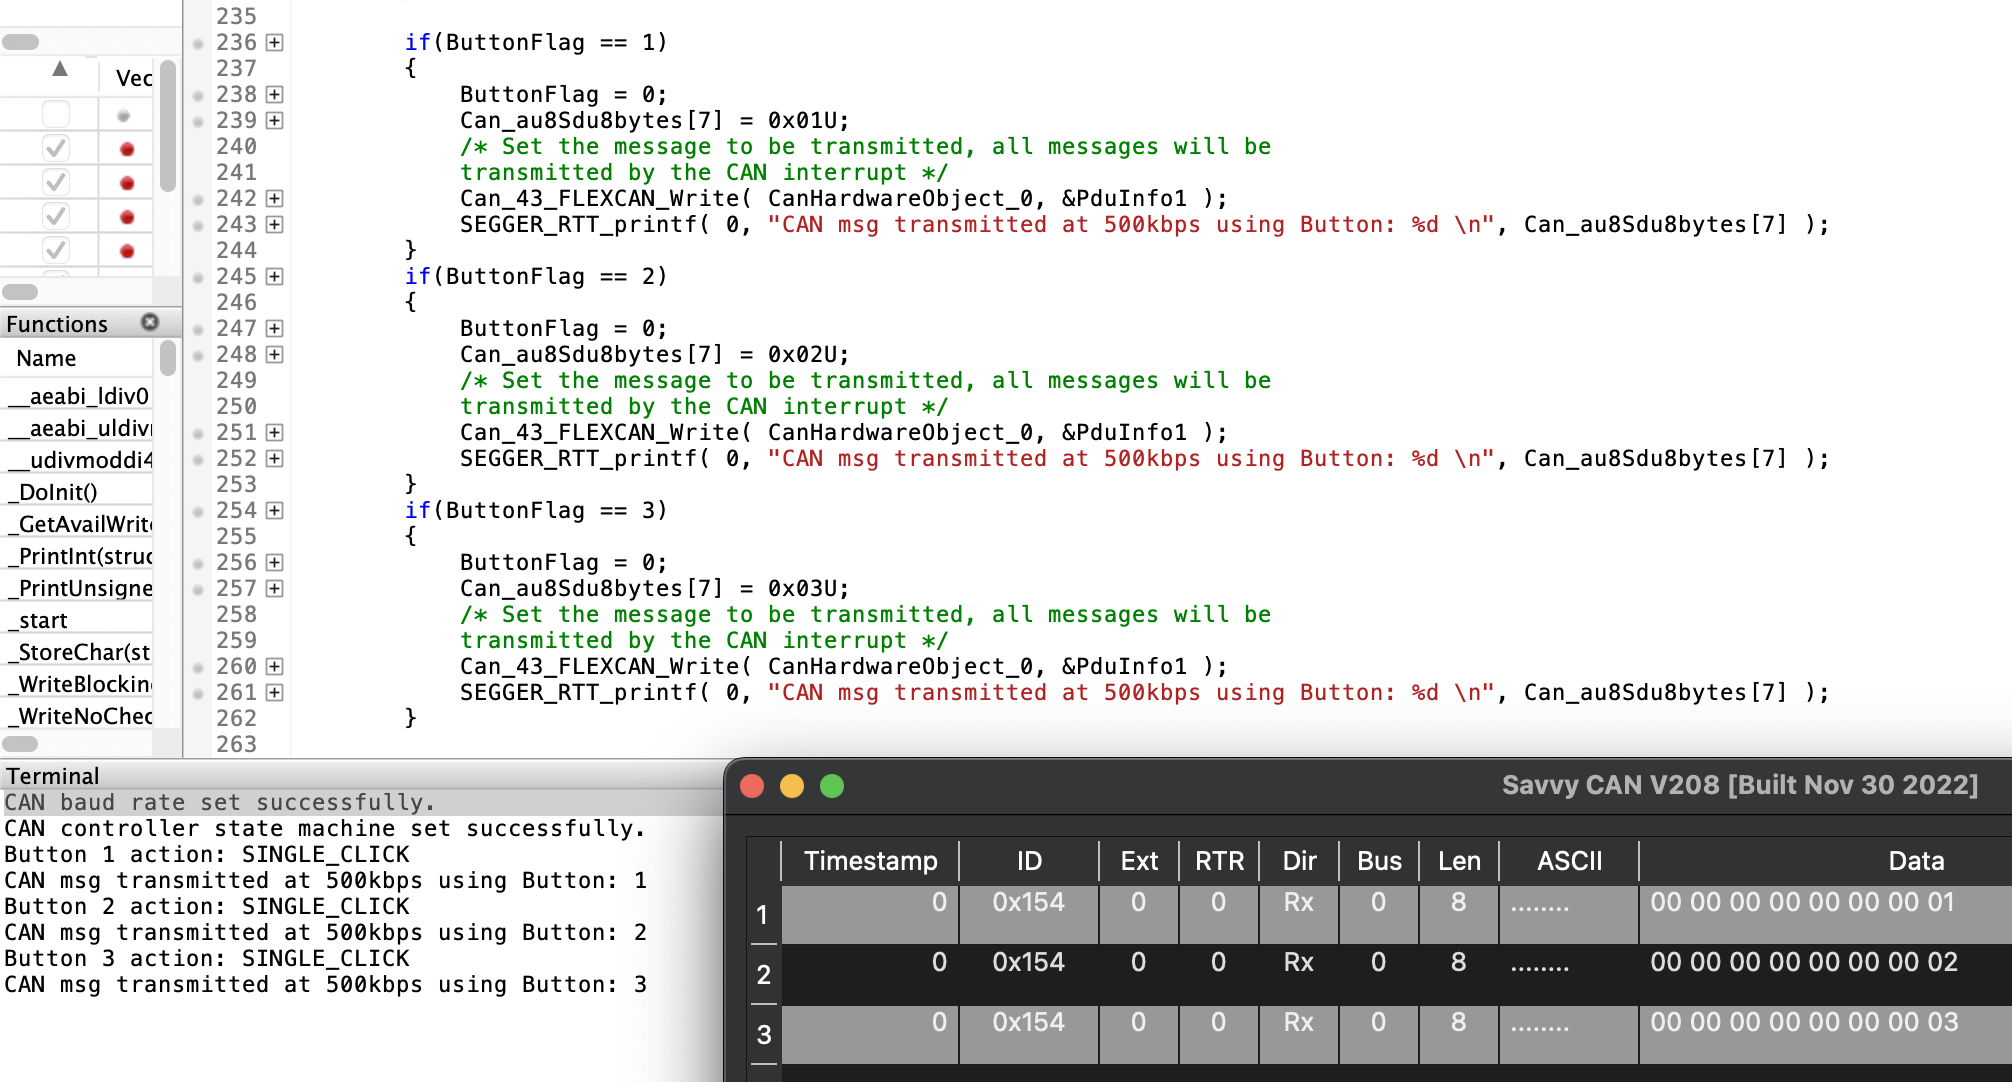 235
236 if(ButtonFlag == 1)
237 {
238 ButtonFlag = 0;
239 Can_au8Sdu8bytes[7] = 0x01U;
240 /* Set the message to be transmitted, all messages will be
241 transmitted by the CAN interrupt */
242 Can_43_FLEXCAN_Write( CanHardwareObject_0, &PduInfo1 );
243 SEGGER_RTT_printf( 0, "CAN msg transmitted at 500kbps using Button: %d \n", Can_au8Sdu8bytes[7] );
244 }
245 if(ButtonFlag == 2)
246 {
247 ButtonFlag = 0;
248 Can_au8Sdu8bytes[7] = 0x02U;
249 /* Set the message to be transmitted, all messages will be
250 transmitted by the CAN interrupt */
251 Can_43_FLEXCAN_Write( CanHardwareObject_0, &PduInfo1 );
252 SEGGER_RTT_printf( 0, "CAN msg transmitted at 500kbps using Button: %d \n", Can_au8Sdu8bytes[7] );
253 }
254 if(ButtonFlag == 3)
255 {
256 ButtonFlag = 0;
257 Can_au8Sdu8bytes[7] = 0x03U;
258 /* Set the message to be transmitted, all messages will be
259 transmitted by the CAN interrupt */
260 Can_43_FLEXCAN_Write( CanHardwareObject_0, &PduInfo1 );
261 SEGGER_RTT_printf( 0, "CAN msg transmitted at 500kbps using Button: %d \n", Can_au8Sdu8bytes[7] );
262 }
263
Vec
Functions
Name
__aeabi_ldiv0
__aeabi_uldiv
__udivmoddi4
_DoInit()
_GetAvailWrite
_PrintInt(struc
_PrintUnsigne
_start
_StoreChar(st
_WriteBlockin
_WriteNoChec
Terminal
CAN baud rate set successfully.
CAN controller state machine set successfully.
Button 1 action: SINGLE_CLICK
CAN msg transmitted at 500kbps using Button: 1
Button 2 action: SINGLE_CLICK
CAN msg transmitted at 500kbps using Button: 2
Button 3 action: SINGLE_CLICK
CAN msg transmitted at 500kbps using Button: 3
Savvy CAN V208 [Built Nov 30 2022]
Timestamp ID Ext RTR Dir Bus Len ASCII Data
1 0 0x154 0 0 Rx 0 8 ........ 00 00 00 00 00 00 00 01
2 0 0x154 0 0 Rx 0 8 ........ 00 00 00 00 00 00 00 02
3 0 0x154 0 0 Rx 0 8 ........ 00 00 00 00 00 00 00 03